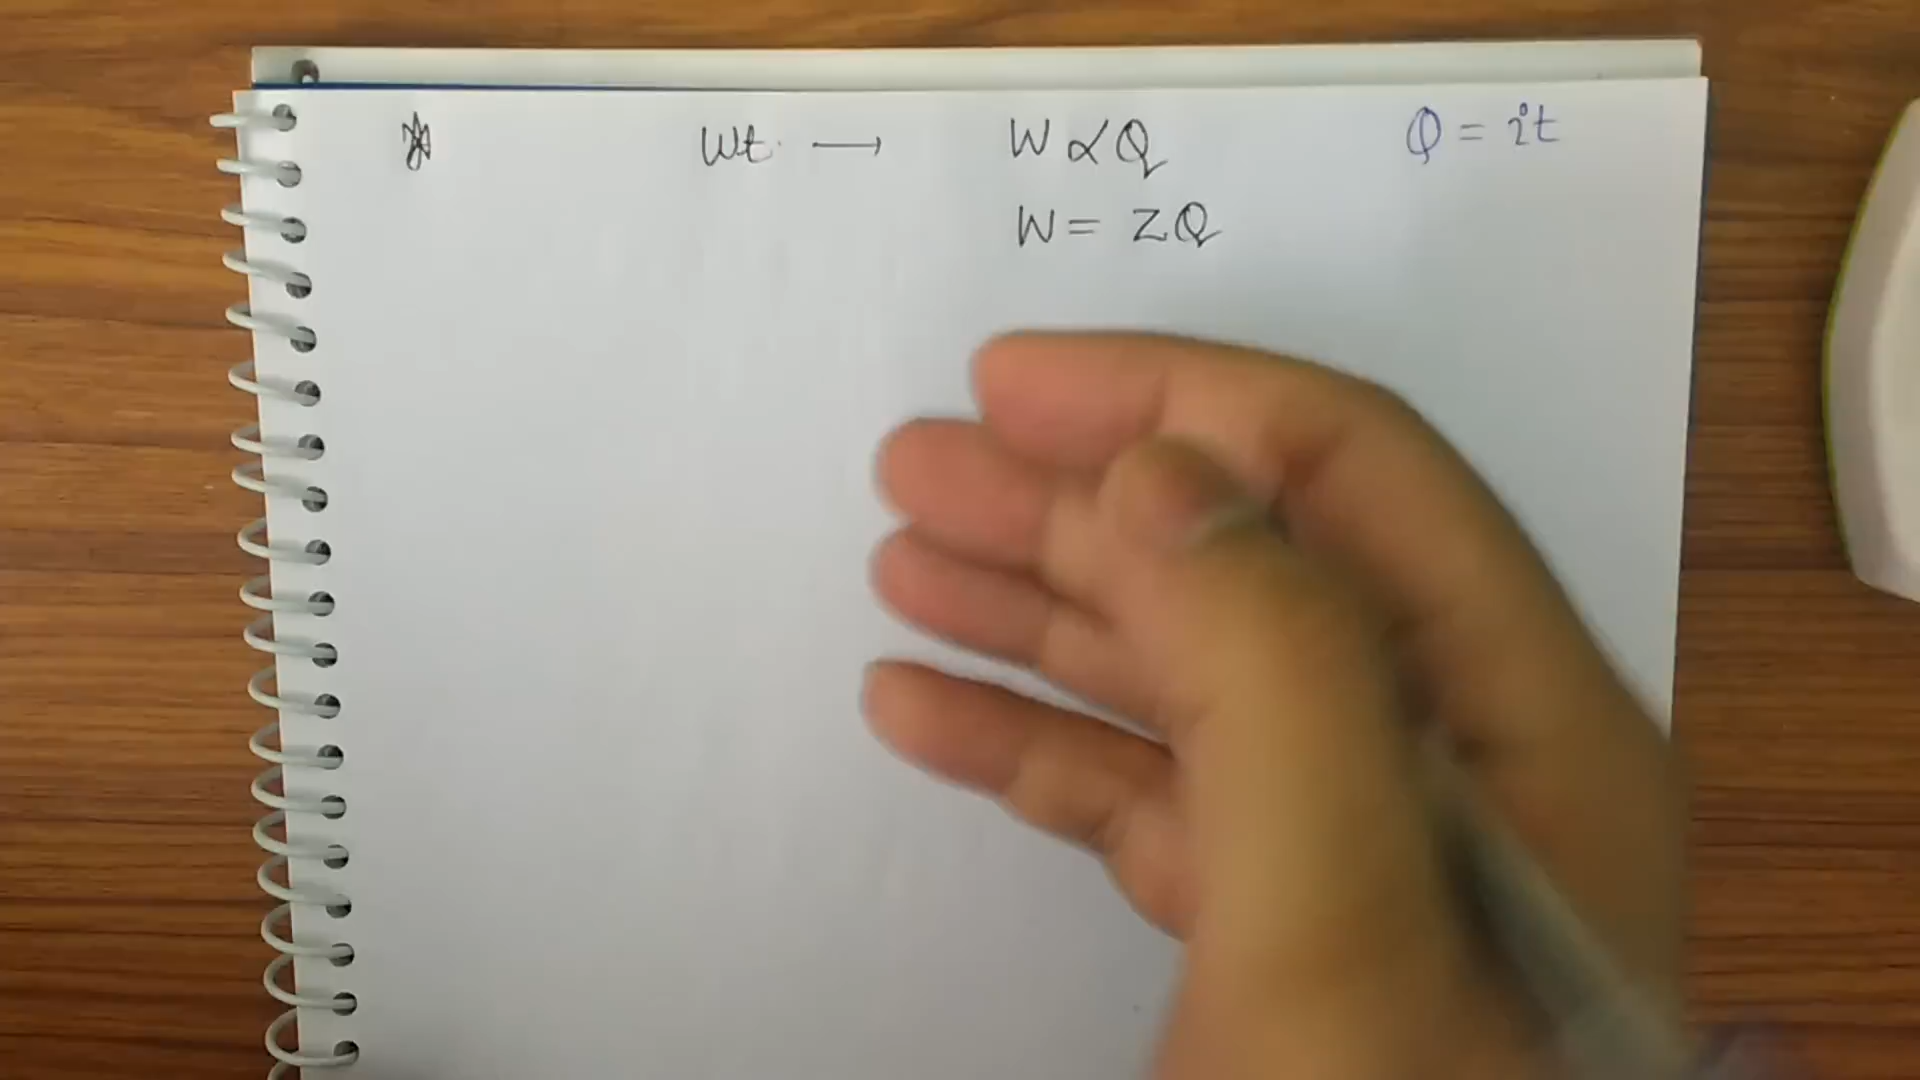 Wt. → W ∝ Q Q = it
W = ZQ